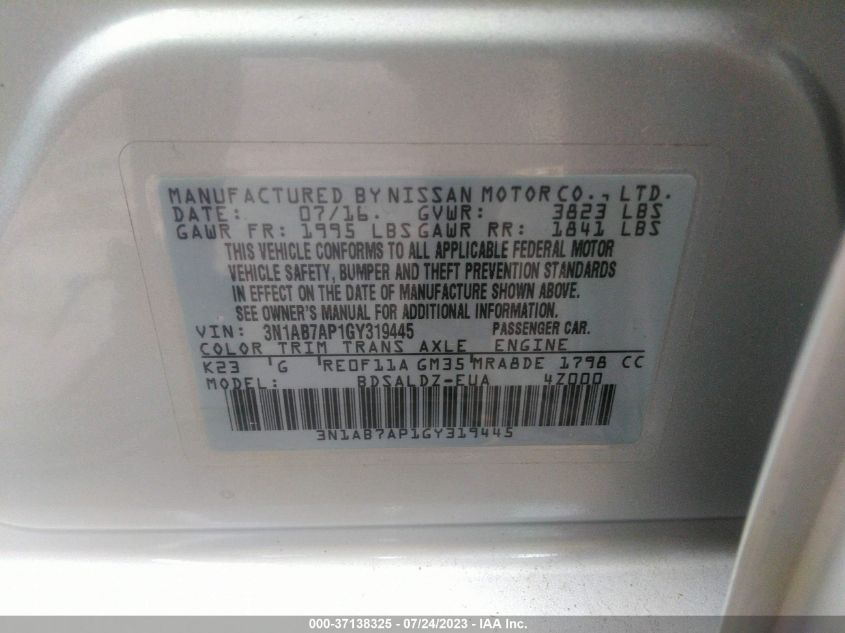 MANUFACTURED BY NISSAN MOTOR CO., LTD.
DATE: 07/16. GVWR: 3823 LBS
GAWR FR: 1995 LBS GAWR RR: 1841 LBS
THIS VEHICLE CONFORMS TO ALL APPLICABLE FEDERAL MOTOR
VEHICLE SAFETY, BUMPER AND THEFT PREVENTION STANDARDS
IN EFFECT ON THE DATE OF MANUFACTURE SHOWN ABOVE.
SEE OWNER'S MANUAL FOR ADDITIONAL INFORMATION.
VIN: 3N1AB7AP1GY319445 PASSENGER CAR.
COLOR TRIM TRANS AXLE ENGINE
K23 G RE0F11A GM35 MRA8DE 1798 CC
MODEL: BDSALDZ-EUA 4Z000
3N1AB7AP1GY319445
000-37138325 / 07/24/2023 - IAA Inc.